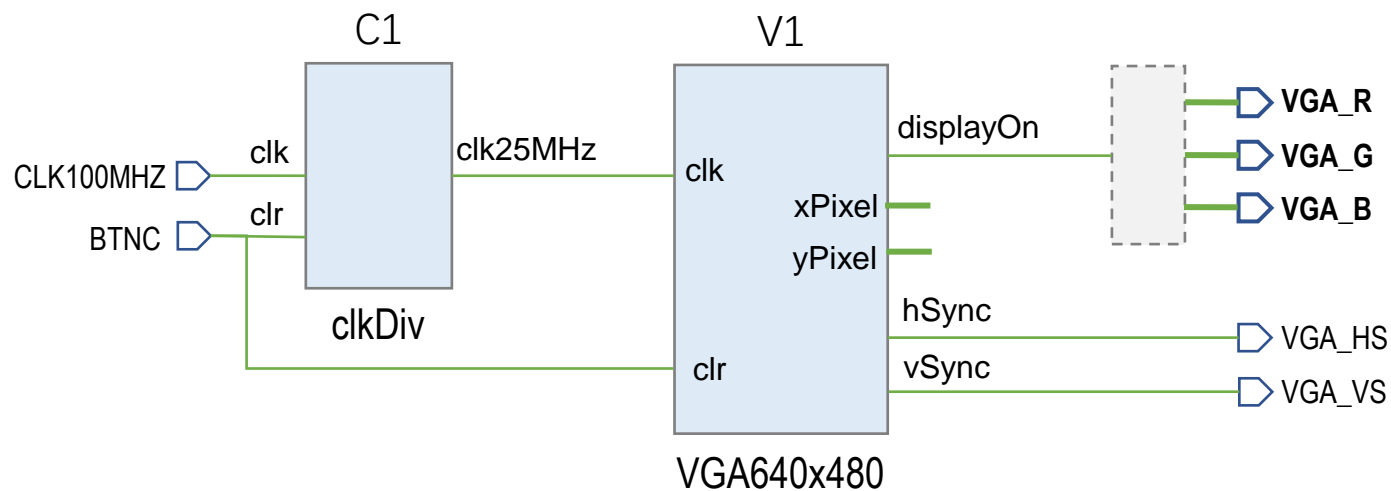 C1
V1
displayOn
VGA_R
clk
clk25MHz
VGA_G
CLK100MHZ
clk
xPixel
VGA_B
clr
BTNC
yPixel
hSync
clkDiv
VGA_HS
clr
vSync
VGA_VS
VGA640x480